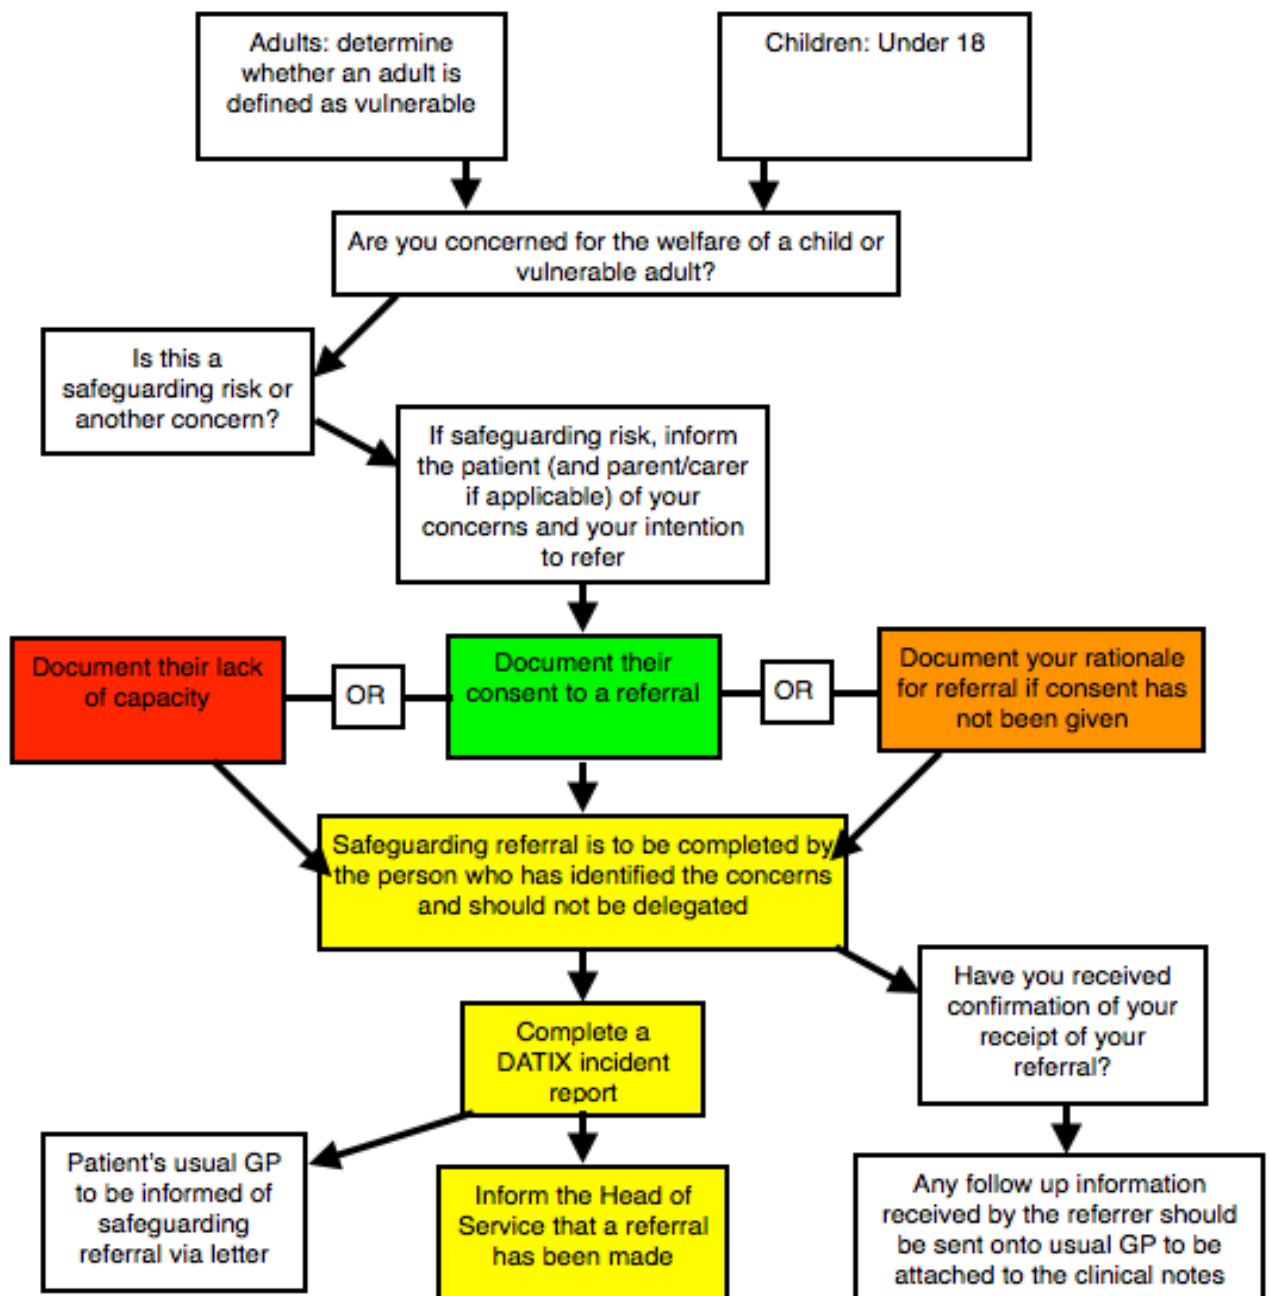 Adults: determine
whether an adult is
defined as vulnerable
Children: Under 18
Are you concerned for the welfare of a child or
vulnerable adult?
Is this a
safeguarding risk or
another concern?
If safeguarding risk, inform
the patient (and parent/carer
if applicable) of your
concerns and your intention
to refer
Document their lack
of capacity
OR
Document their
consent to a referral
OR
Document your rationale
for referral if consent has
not been given
Safeguarding referral is to be completed by
the person who has identified the concerns
and should not be delegated
Have you received
confirmation of your
receipt of your
referral?
Complete a
DATIX incident
report
Patient's usual GP
to be informed of
safeguarding
referral via letter
Inform the Head of
Service that a referral
has been made
Any follow up information
received by the referrer should
be sent onto usual GP to be
attached to the clinical notes